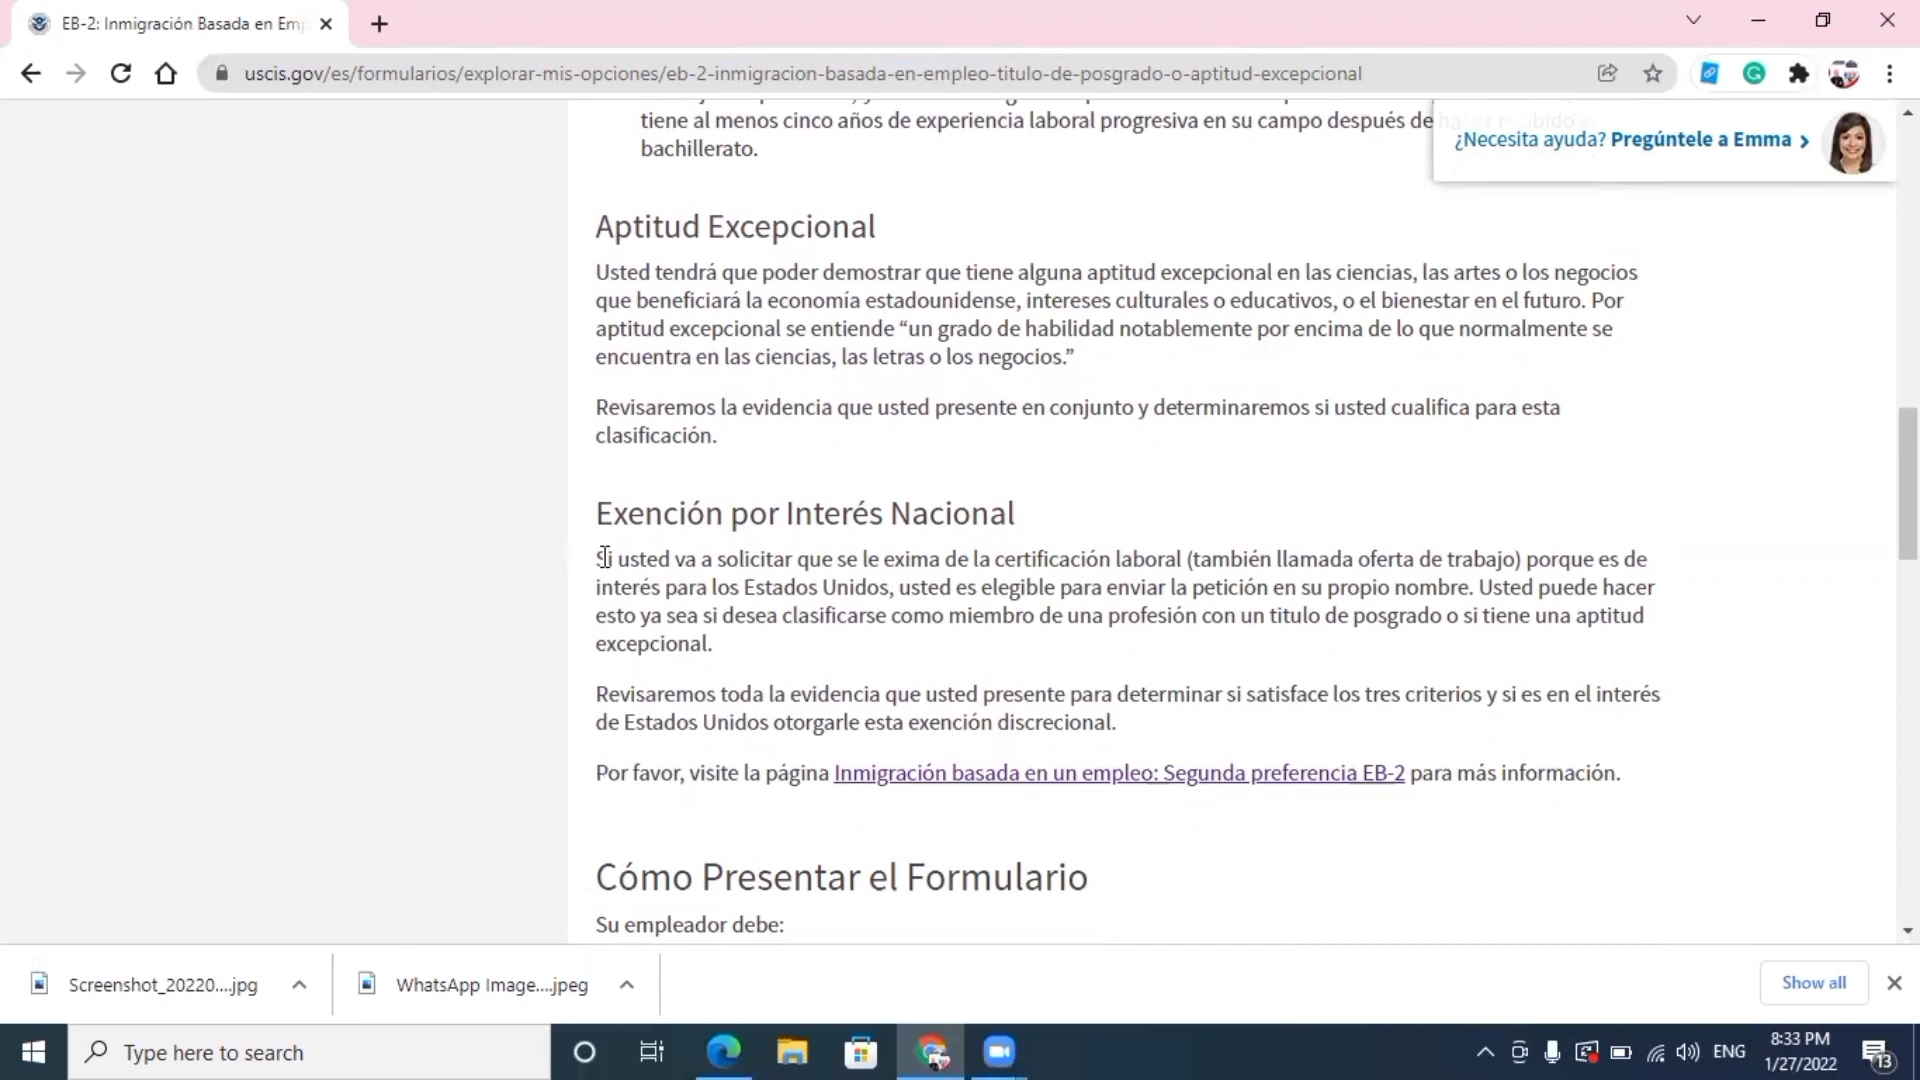 EB-2: Inmigración Basada en Em
uscis.gov/es/formularios/explorar-mis-opciones/eb-2-inmigracion-basada-en-empleo-titulo-de-posgrado-o-aptitud-excepcional
tiene al menos cinco años de experiencia laboral progresiva en su campo después de
bachillerato.
¿Necesita ayuda? Pregúntele a Emma
Aptitud Excepcional
Usted tendrá que poder demostrar que tiene alguna aptitud excepcional en las ciencias, las artes o los negocios
que beneficiará la economía estadounidense, intereses culturales o educativos, o el bienestar en el futuro. Por
aptitud excepcional se entiende “un grado de habilidad notablemente por encima de lo que normalmente se
encuentra en las ciencias, las letras o los negocios.”
Revisaremos la evidencia que usted presente en conjunto y determinaremos si usted cualifica para esta
clasificación.
Exención por Interés Nacional
Si usted va a solicitar que se le exima de la certificación laboral (también llamada oferta de trabajo) porque es de
interés para los Estados Unidos, usted es elegible para enviar la petición en su propio nombre. Usted puede hacer
esto ya sea si desea clasificarse como miembro de una profesión con un titulo de posgrado o si tiene una aptitud
excepcional.
Revisaremos toda la evidencia que usted presente para determinar si satisface los tres criterios y si es en el interés
de Estados Unidos otorgarle esta exención discrecional.
Por favor, visite la página Inmigración basada en un empleo: Segunda preferencia EB-2 para más información.
Cómo Presentar el Formulario
Su empleador debe:
Screenshot_20220....jpg
WhatsApp Image....jpeg
Show all
Type here to search
ENG
8:33 PM
1/27/2022
13